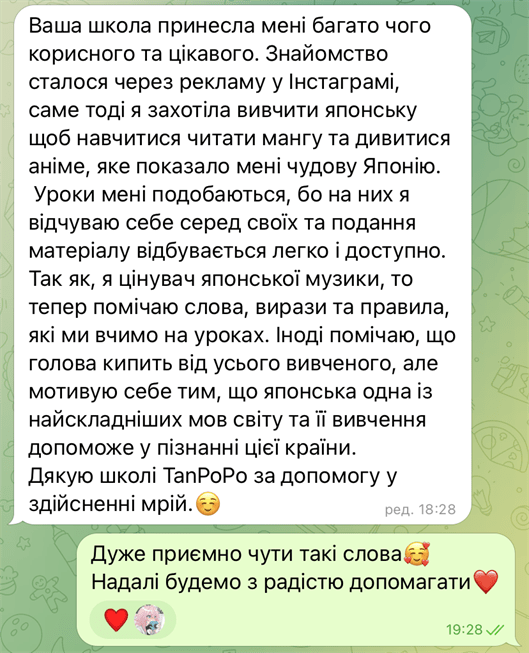 Ваша школа принесла мені багато чого
корисного та цікавого. Знайомство
сталося через рекламу у Інстаграмі,
саме тоді я захотіла вивчити японську
щоб навчитися читати мангу та дивитися
аніме, яке показало мені чудову Японію.
Уроки мені подобаються, бо на них я
відчуваю себе серед своїх та подання
матеріалу відбувається легко і доступно.
Так як, я цінувач японської музики, то
тепер помічаю слова, вирази та правила,
які ми вчимо на уроках. Іноді помічаю, що
голова кипить від усього вивченого, але
мотивую себе тим, що японська одна із
найскладніших мов світу та її вивчення
допоможе у пізнанні цієї країни.
Дякую школі TanPoPo за допомогу у
здійсненні мрій.☺️
ред. 18:28
Дуже приємно чути такі слова🥰
Надалі будемо з радістю допомагати❤️
❤️
19:28